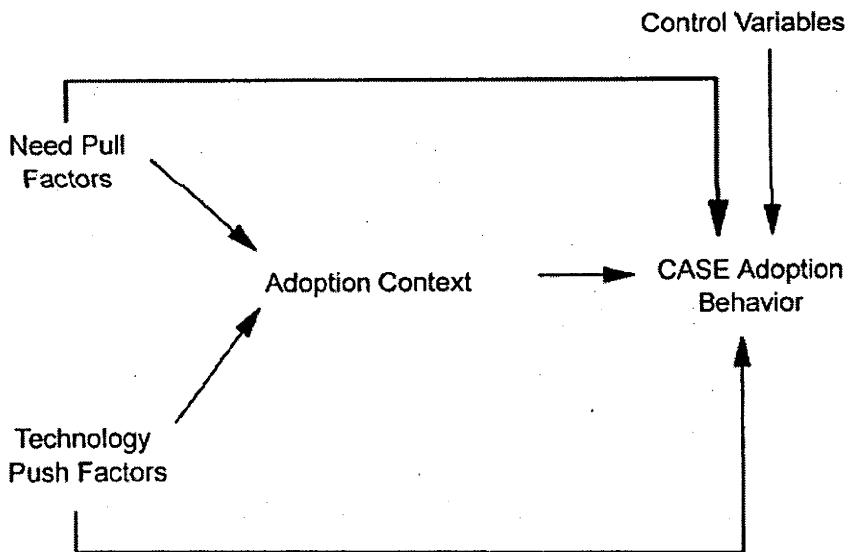 Control Variables
Need Pull
Factors
Adoption Context
CASE Adoption
Behavior
Technology
Push Factors